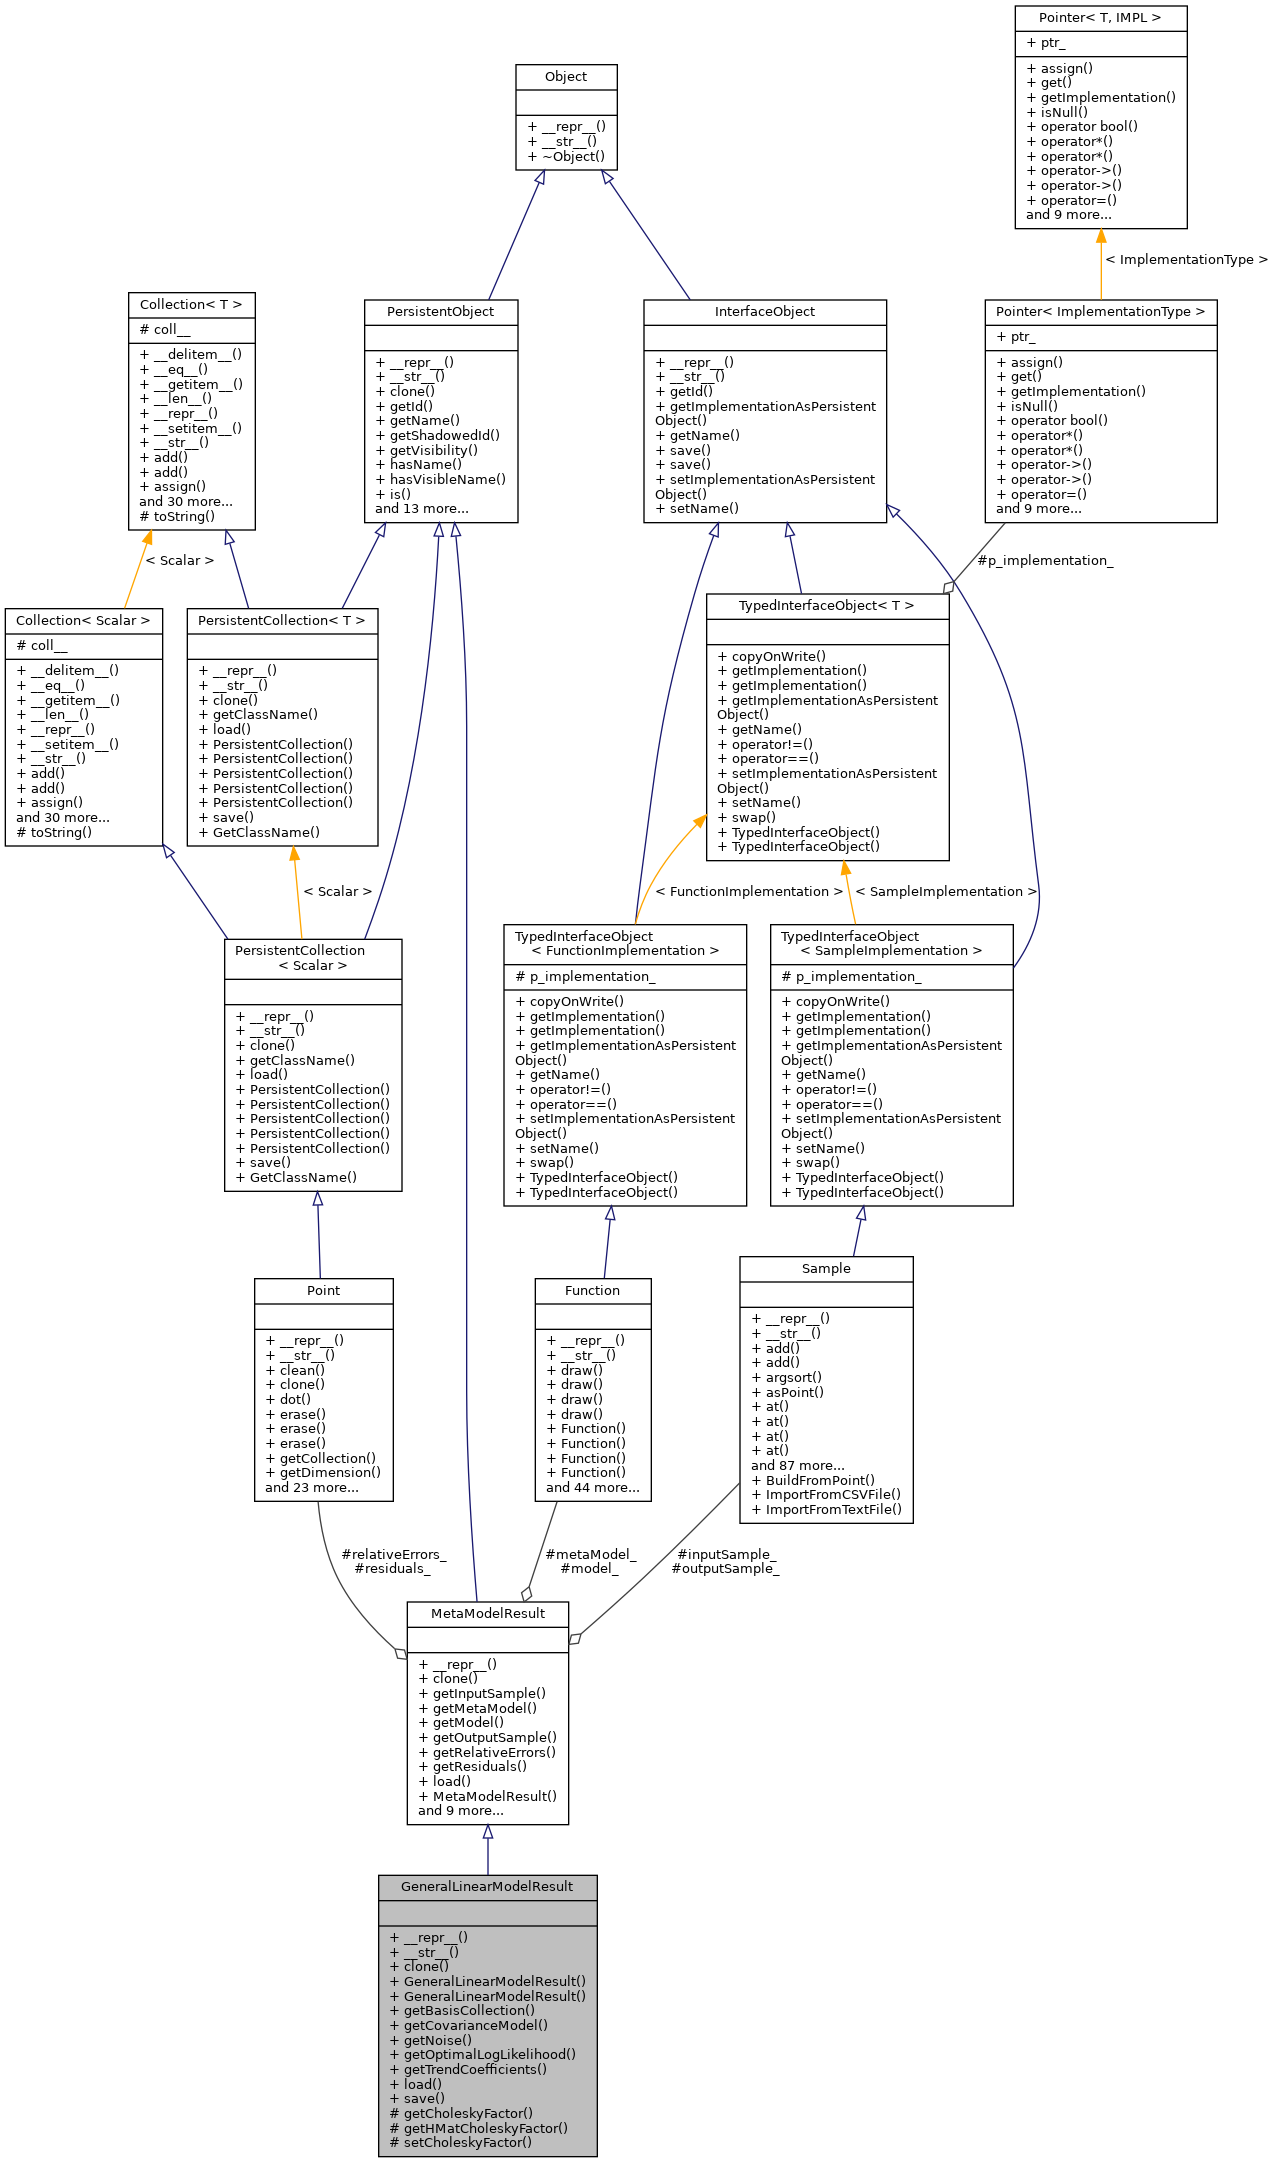 Pointer< T, IMPL >
+ ptr_
+ assign()
+ get()
+ getImplementation()
+ isNull()
+ operator bool()
+ operator*()
+ operator*()
+ operator->()
+ operator->()
+ operator=()
and 9 more...
Object
+ __repr__()
+ __str__()
+ ~Object()
< ImplementationType >
Collection< T >
# coll__
+ __delitem__()
+ __eq__()
+ __getitem__()
+ __len__()
+ __repr__()
+ __setitem__()
+ __str__()
+ add()
+ add()
+ assign()
and 30 more...
# toString()
PersistentObject
+ __repr__()
+ __str__()
+ clone()
+ getId()
+ getName()
+ getShadowedId()
+ getVisibility()
+ hasName()
+ hasVisibleName()
+ is()
and 13 more...
InterfaceObject
+ __repr__()
+ __str__()
+ getId()
+ getImplementationAsPersistent
Object()
+ getName()
+ save()
+ save()
+ setImplementationAsPersistent
Object()
+ setName()
Pointer< ImplementationType >
+ ptr_
+ assign()
+ get()
+ getImplementation()
+ isNull()
+ operator bool()
+ operator*()
+ operator*()
+ operator->()
+ operator->()
+ operator=()
and 9 more...
< Scalar >
#p_implementation_
Collection< Scalar >
# coll__
+ __delitem__()
+ __eq__()
+ __getitem__()
+ __len__()
+ __repr__()
+ __setitem__()
+ __str__()
+ add()
+ add()
+ assign()
and 30 more...
# toString()
PersistentCollection< T >
+ __repr__()
+ __str__()
+ clone()
+ getClassName()
+ load()
+ PersistentCollection()
+ PersistentCollection()
+ PersistentCollection()
+ PersistentCollection()
+ PersistentCollection()
+ save()
+ GetClassName()
TypedInterfaceObject< T >
+ copyOnWrite()
+ getImplementation()
+ getImplementation()
+ getImplementationAsPersistent
Object()
+ getName()
+ operator!=()
+ operator==()
+ setImplementationAsPersistent
Object()
+ setName()
+ swap()
+ TypedInterfaceObject()
+ TypedInterfaceObject()
< Scalar >
< FunctionImplementation >
< SampleImplementation >
PersistentCollection
< Scalar >
+ __repr__()
+ __str__()
+ clone()
+ getClassName()
+ load()
+ PersistentCollection()
+ PersistentCollection()
+ PersistentCollection()
+ PersistentCollection()
+ PersistentCollection()
+ save()
+ GetClassName()
TypedInterfaceObject
< FunctionImplementation >
# p_implementation_
+ copyOnWrite()
+ getImplementation()
+ getImplementation()
+ getImplementationAsPersistent
Object()
+ getName()
+ operator!=()
+ operator==()
+ setImplementationAsPersistent
Object()
+ setName()
+ swap()
+ TypedInterfaceObject()
+ TypedInterfaceObject()
TypedInterfaceObject
< SampleImplementation >
# p_implementation_
+ copyOnWrite()
+ getImplementation()
+ getImplementation()
+ getImplementationAsPersistent
Object()
+ getName()
+ operator!=()
+ operator==()
+ setImplementationAsPersistent
Object()
+ setName()
+ swap()
+ TypedInterfaceObject()
+ TypedInterfaceObject()
Point
+ __repr__()
+ __str__()
+ clean()
+ clone()
+ dot()
+ erase()
+ erase()
+ erase()
+ getCollection()
+ getDimension()
and 23 more...
Function
+ __repr__()
+ __str__()
+ draw()
+ draw()
+ draw()
+ draw()
+ Function()
+ Function()
+ Function()
+ Function()
and 44 more...
Sample
+ __repr__()
+ __str__()
+ add()
+ add()
+ argsort()
+ asPoint()
+ at()
+ at()
+ at()
+ at()
and 87 more...
+ BuildFromPoint()
+ ImportFromCSVFile()
+ ImportFromTextFile()
#relativeErrors_
#residuals_
#metaModel_
#model_
#inputSample_
#outputSample_
MetaModelResult
+ __repr__()
+ clone()
+ getInputSample()
+ getMetaModel()
+ getModel()
+ getOutputSample()
+ getRelativeErrors()
+ getResiduals()
+ load()
+ MetaModelResult()
and 9 more...
GeneralLinearModelResult
+ __repr__()
+ __str__()
+ clone()
+ GeneralLinearModelResult()
+ GeneralLinearModelResult()
+ getBasisCollection()
+ getCovarianceModel()
+ getNoise()
+ getOptimalLogLikelihood()
+ getTrendCoefficients()
+ load()
+ save()
# getCholeskyFactor()
# getHMatCholeskyFactor()
# setCholeskyFactor()